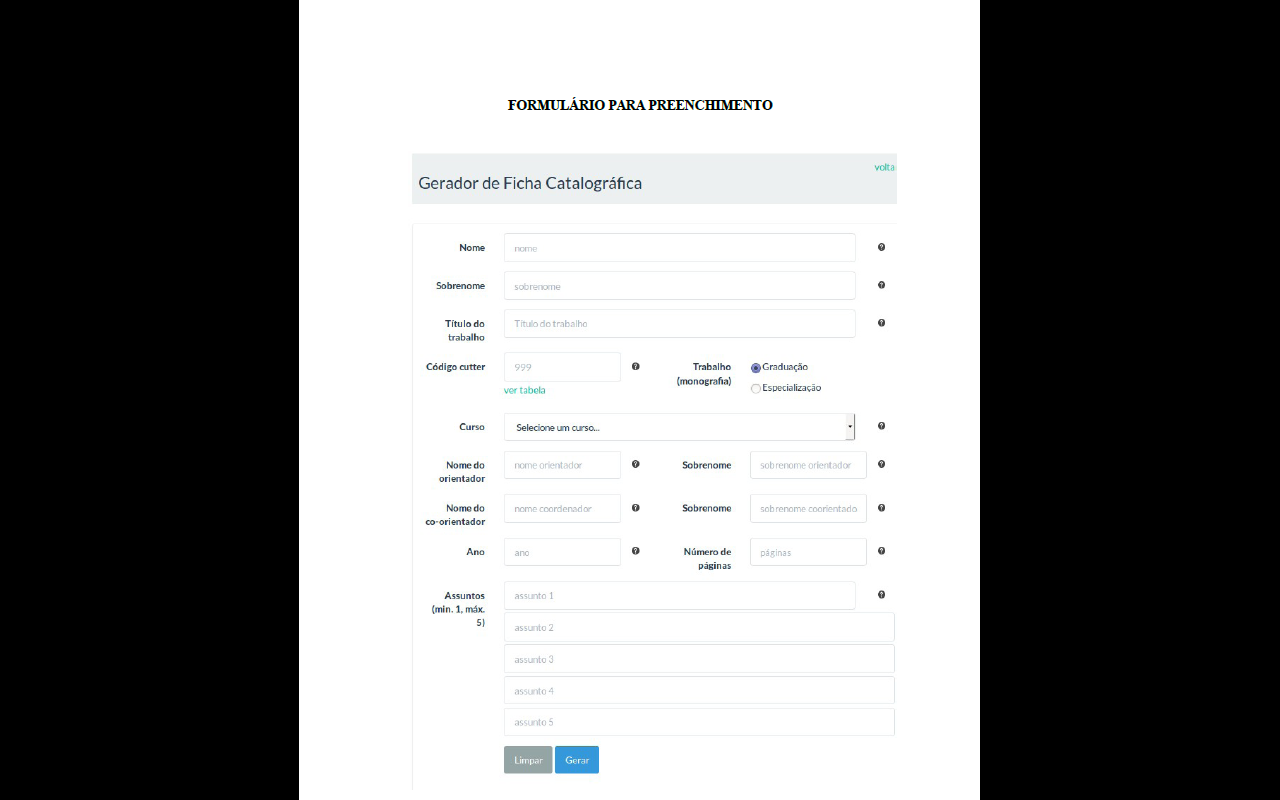 FORMULÁRIO PARA PREENCHIMENTO
volta
Gerador de Ficha Catalográfica
Nome nome
Sobrenome sobrenome
Título do Título do trabalho
trabalho
Código cutter 999 Trabalho Graduação
(monografia) Especialização
ver tabela
Curso Selecione um curso...
Nome do nome orientador Sobrenome sobrenome orientador
orientador
Nome do nome coordenador Sobrenome sobrenome coorientado
co-orientador
Ano ano Número de páginas
páginas
Assuntos assunto 1
(min. 1, máx.
5)
assunto 2
assunto 3
assunto 4
assunto 5
Limpar Gerar